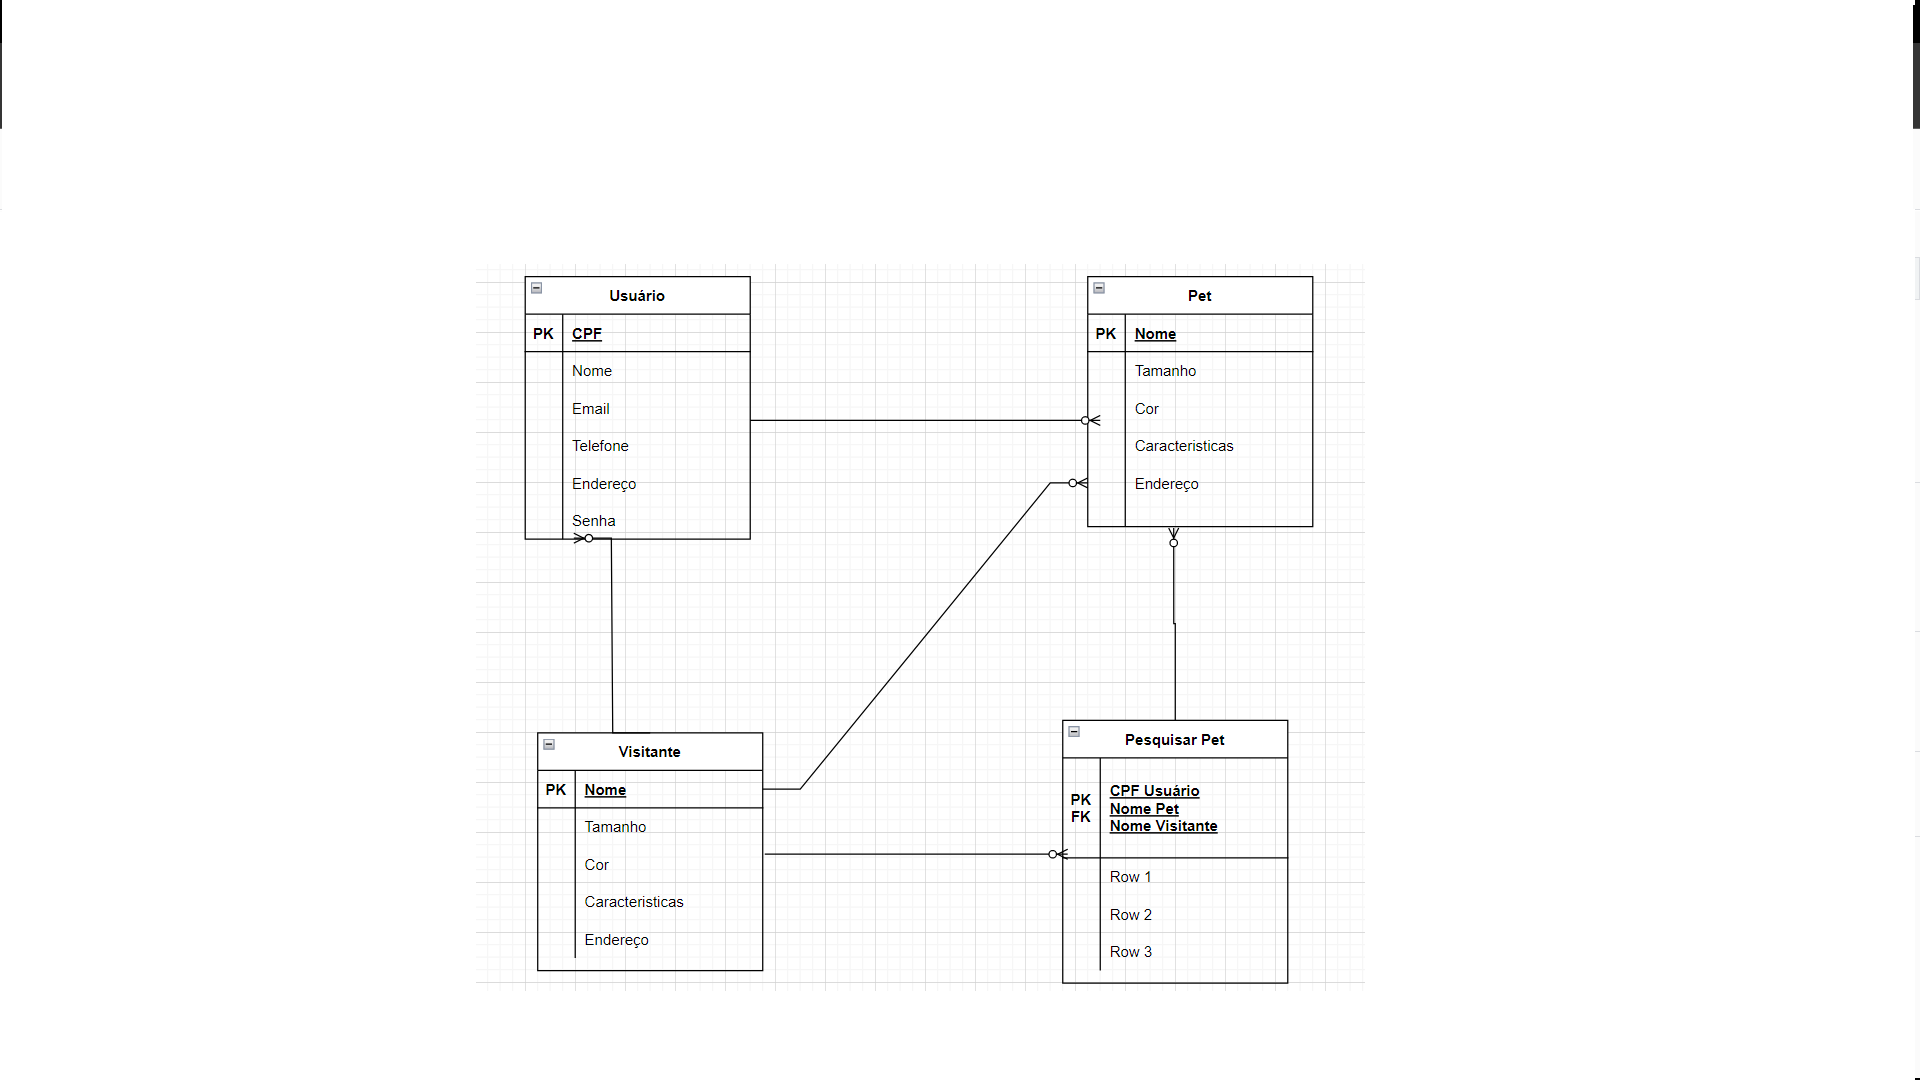 Usuário
PK CPF
Nome
Email
Telefone
Endereço
Senha
Pet
PK Nome
Tamanho
Cor
Caracteristicas
Endereço
Visitante
PK Nome
Tamanho
Cor
Caracteristicas
Endereço
Pesquisar Pet
PK
FK
CPF Usuário
Nome Pet
Nome Visitante
Row 1
Row 2
Row 3